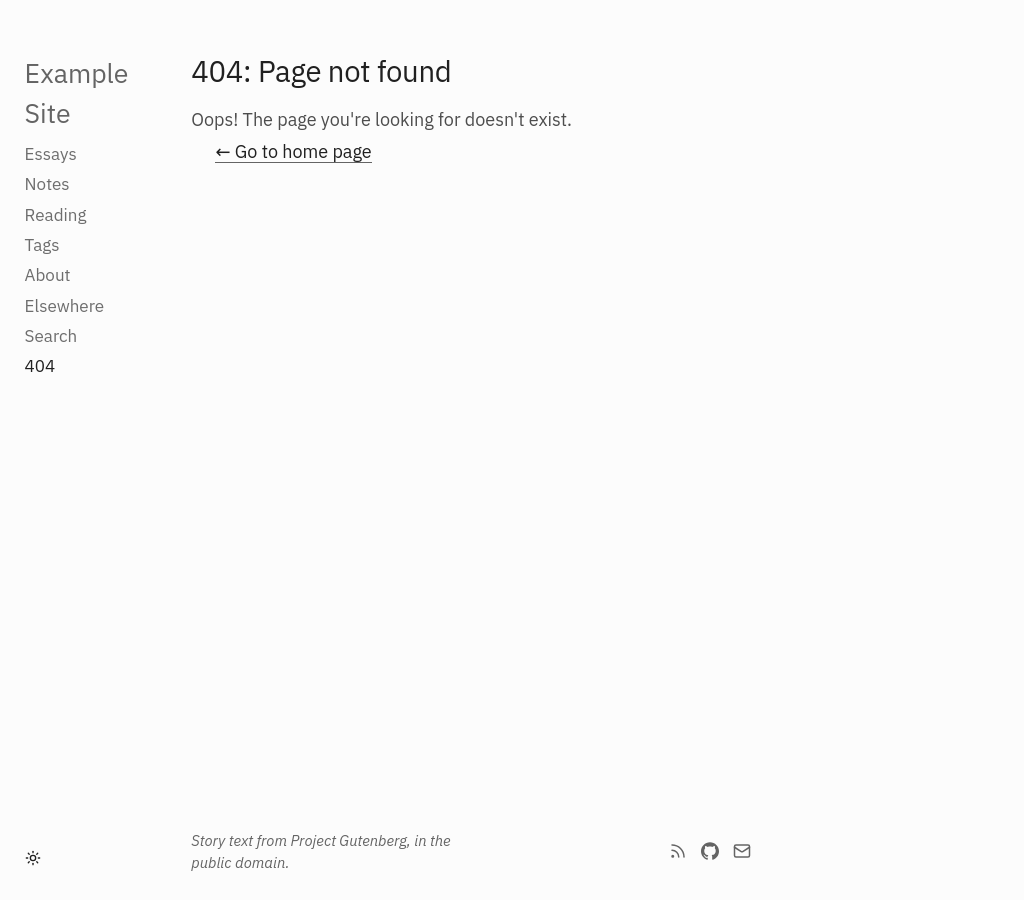 Example
Site
Essays
Notes
Reading
Tags
About
Elsewhere
Search
404
404: Page not found
Oops! The page you're looking for doesn't exist.
← Go to home page
Story text from Project Gutenberg, in the
public domain.